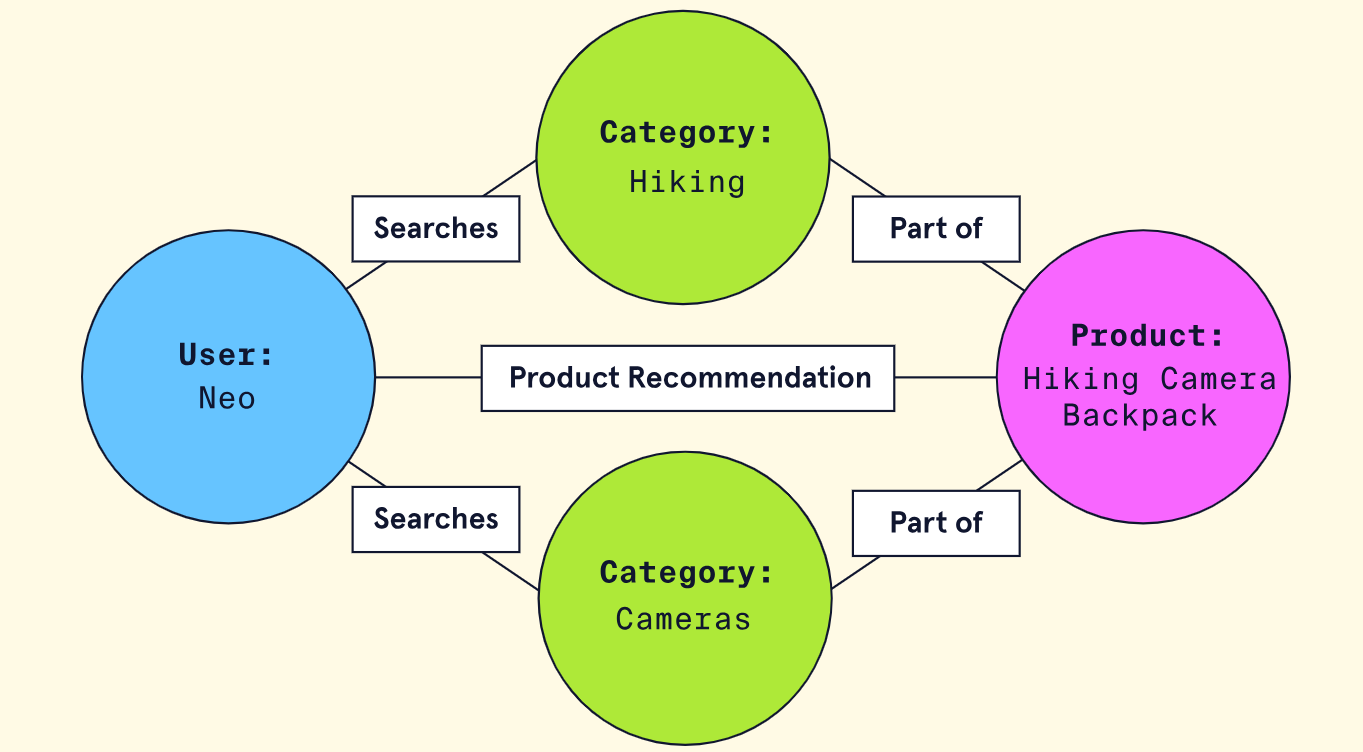 Category:
Hiking
Searches
Part of
User:
Neo
Product Recommendation
Product:
Hiking Camera
Backpack
Searches
Part of
Category:
Cameras